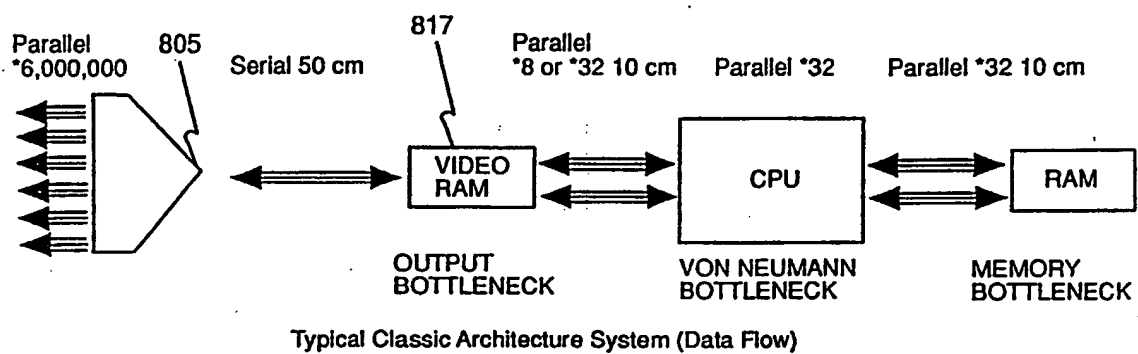 Parallel
*6,000,000
805
Serial 50 cm
817
Parallel
*8 or *32 10 cm
Parallel *32
Parallel *32 10 cm
VIDEO
RAM
CPU
RAM
OUTPUT
BOTTLENECK
VON NEUMANN
BOTTLENECK
MEMORY
BOTTLENECK
Typical Classic Architecture System (Data Flow)